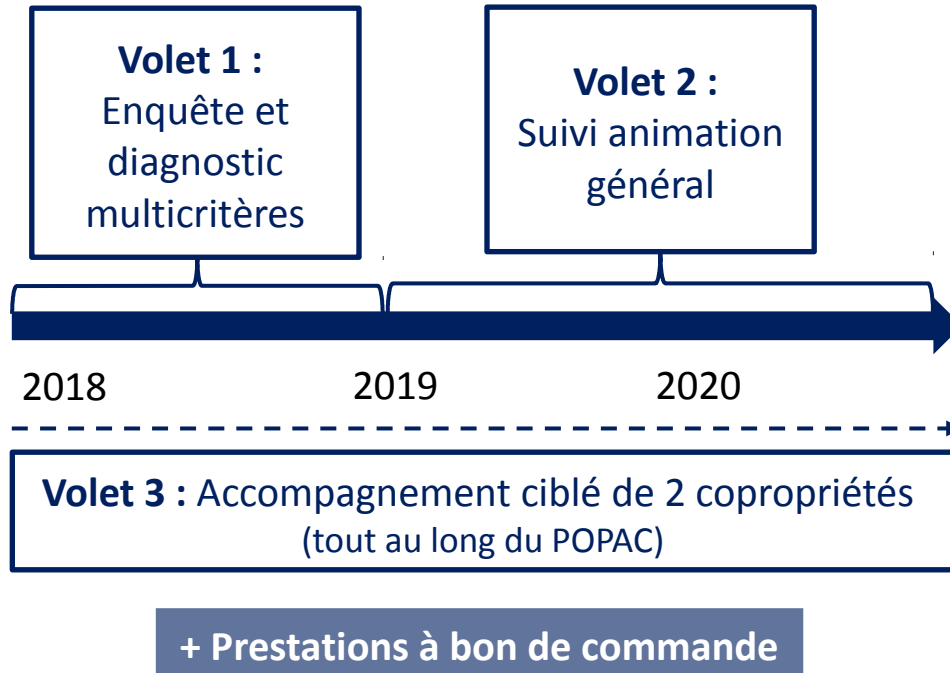 Volet 1 :
Enquête et
diagnostic
multicritères
Volet 2 :
Suivi animation
général
2018
2019
2020
Volet 3 : Accompagnement ciblé de 2 copropriétés
(tout au long du POPAC)
+ Prestations à bon de commande